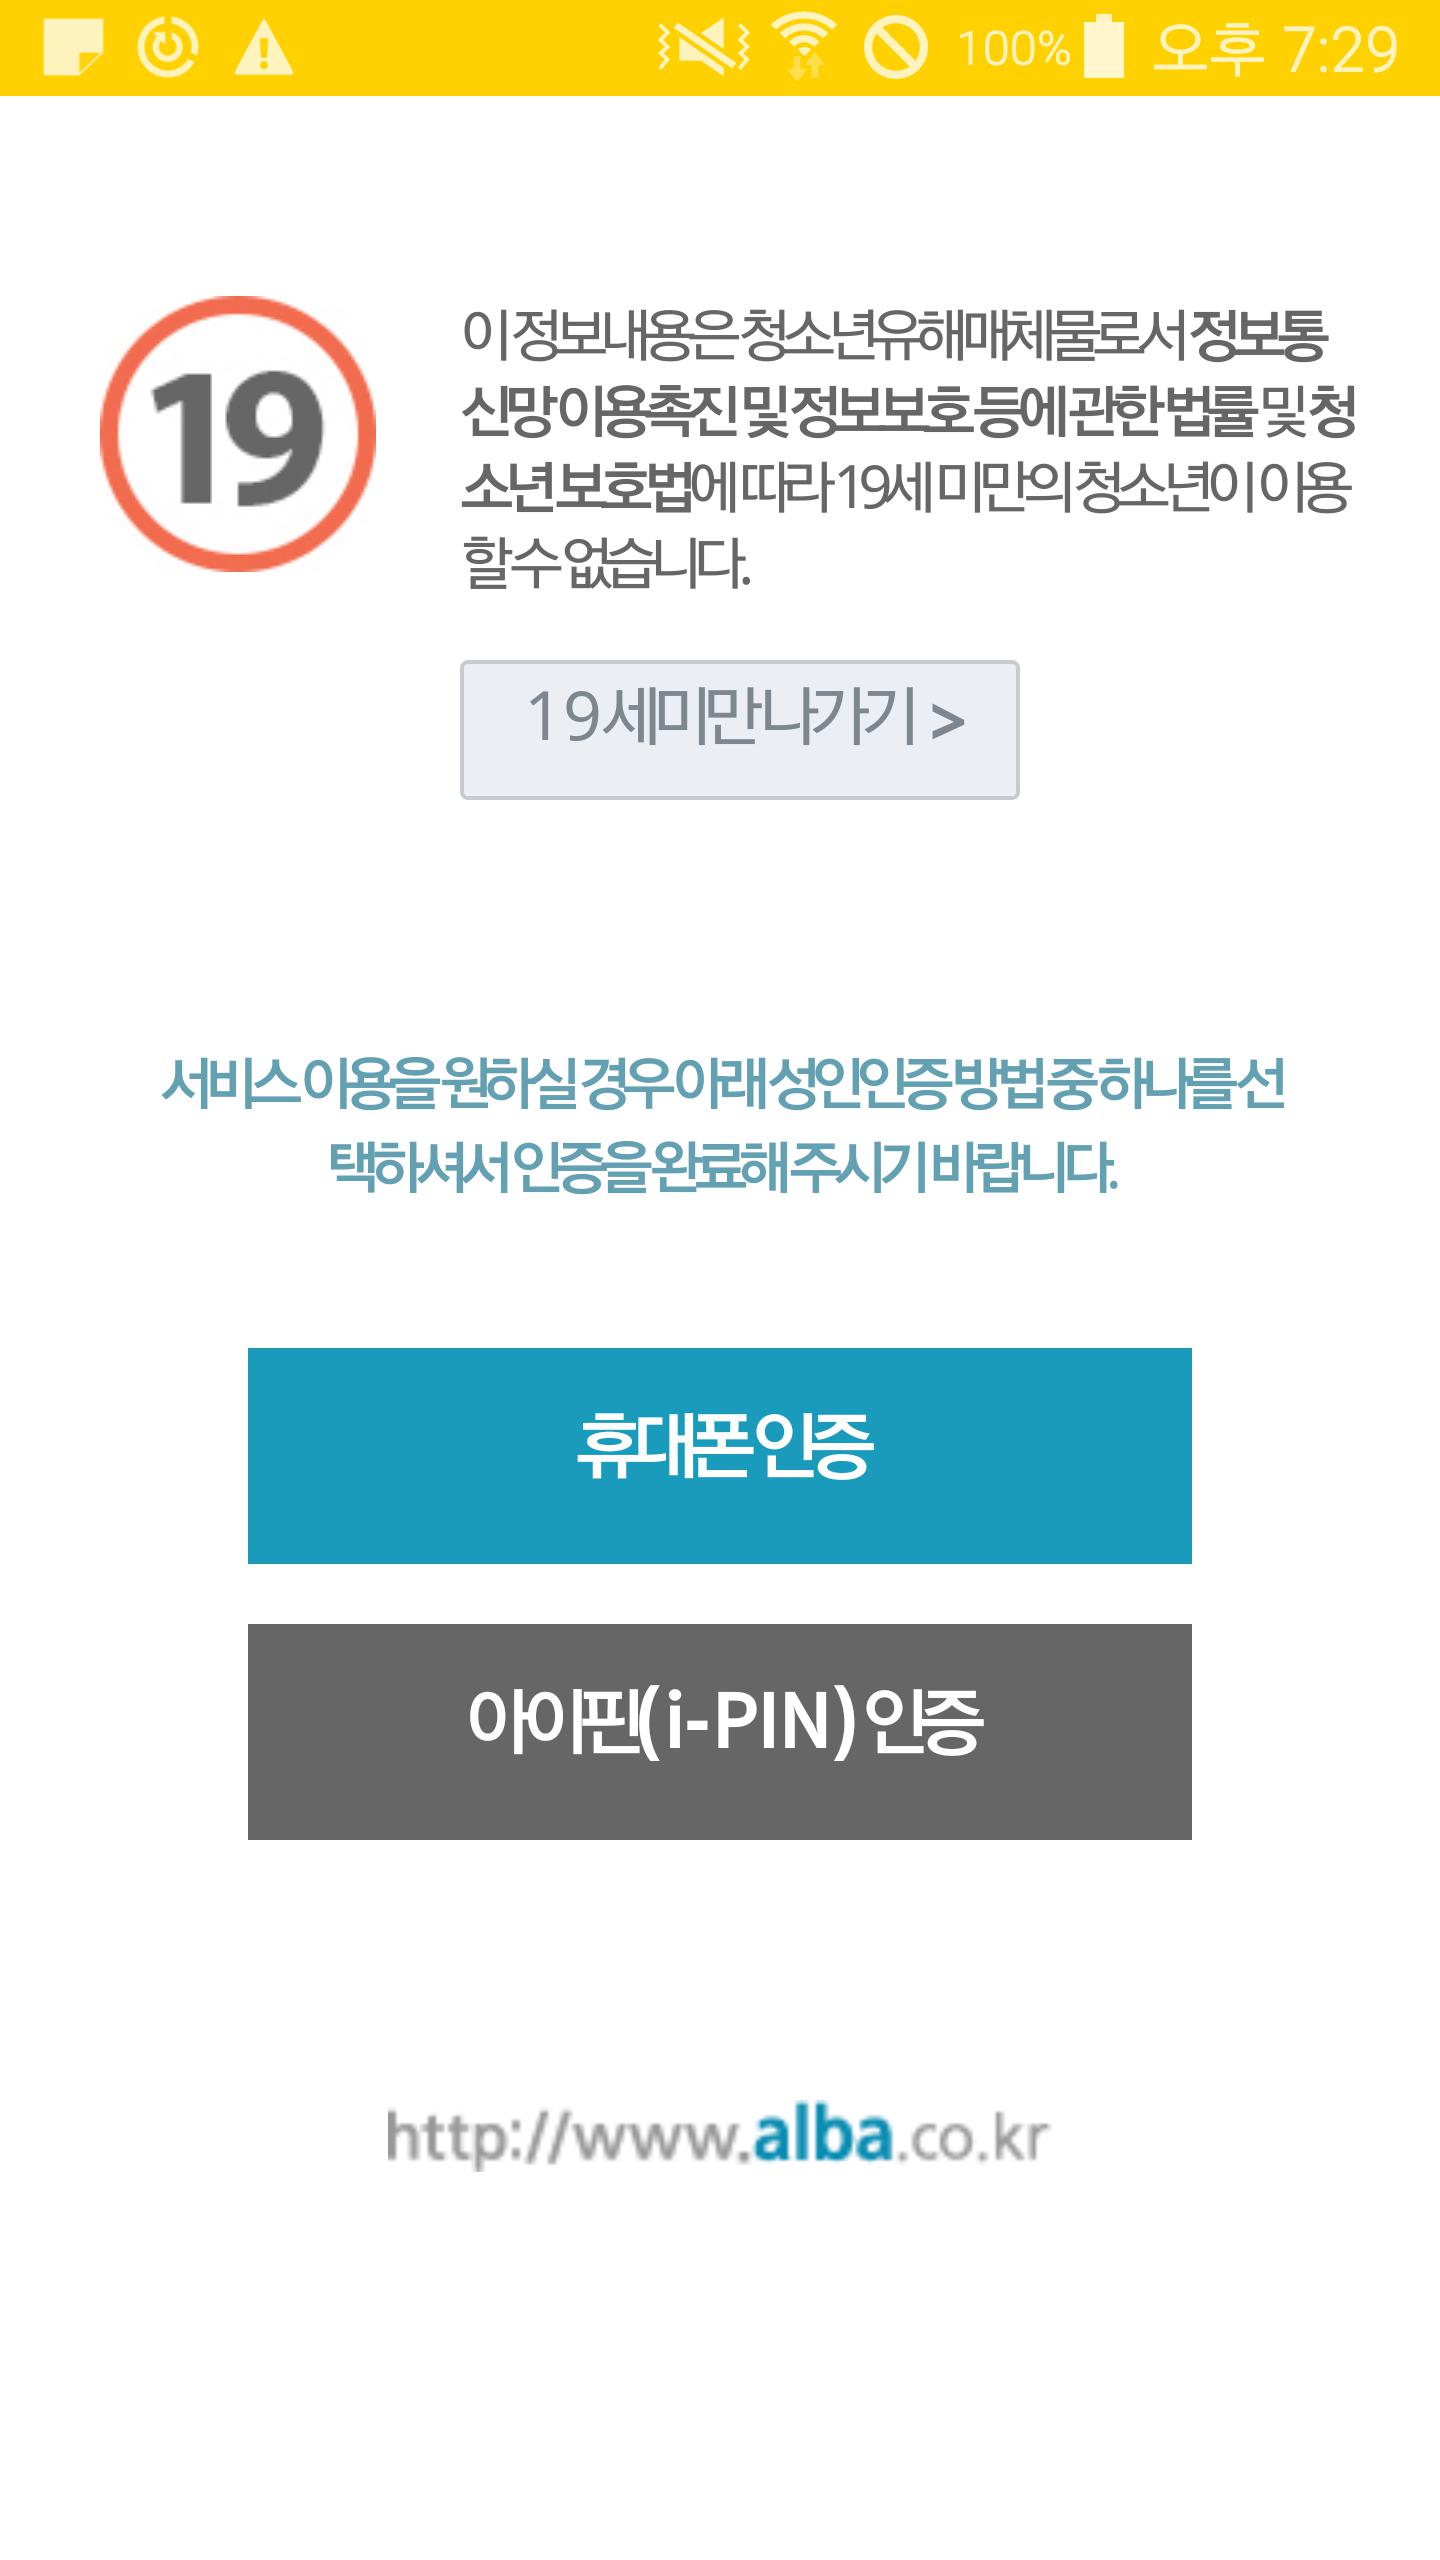 100% 오후 7:29
19
이 정보내용은 청소년유해매체물로서 정보통
신망 이용촉진 및 정보보호 등에 관한 법률 및 청
소년 보호법에 따라 19세 미만의 청소년이 이용
할 수 없습니다.
19세미만 나가기 >
서비스 이용을 원하실 경우 아래 성인인증 방법 중 하나를 선
택하셔서 인증을 완료해 주시기 바랍니다.
휴대폰 인증
아이핀(i-PIN) 인증
http://www.alba.co.kr